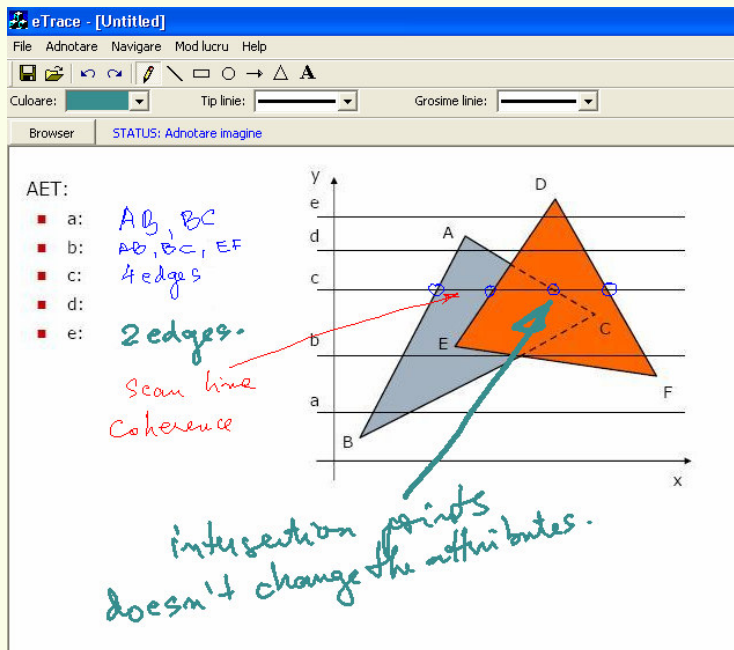 eTrace - [Untitled]
File Adnotare Navigare Mod lucru Help
A
Culoare: Tip linie: Grosime linie:
Browser STATUS: Adnotare imagine
AET:
a: AB, BC
b: AB, BC, EF
c: 4 edges
d:
e: 2 edges.
scan line
coherence
y
e
d
c
b
a
D
A
C
E
F
B
x
intersection points
doesn't change the attributes.